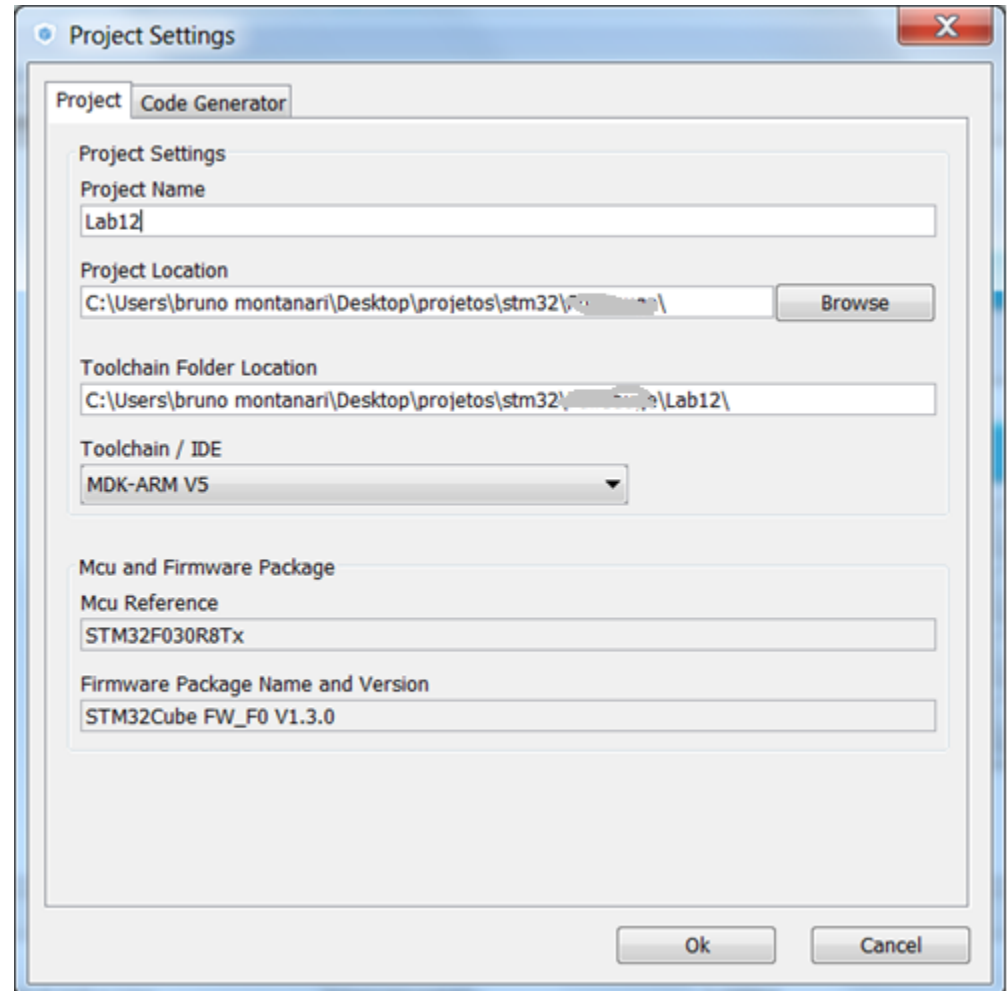 Project Settings
Project
Code Generator
Project Settings
Project Name
Lab12
Project Location
C:\Users\bruno montanari\Desktop\projetos\stm32\
Browse
Toolchain Folder Location
C:\Users\bruno montanari\Desktop\projetos\stm32\ \Lab12\
Toolchain / IDE
MDK-ARM V5
Mcu and Firmware Package
Mcu Reference
STM32F030R8Tx
Firmware Package Name and Version
STM32Cube FW_F0 V1.3.0
Ok
Cancel